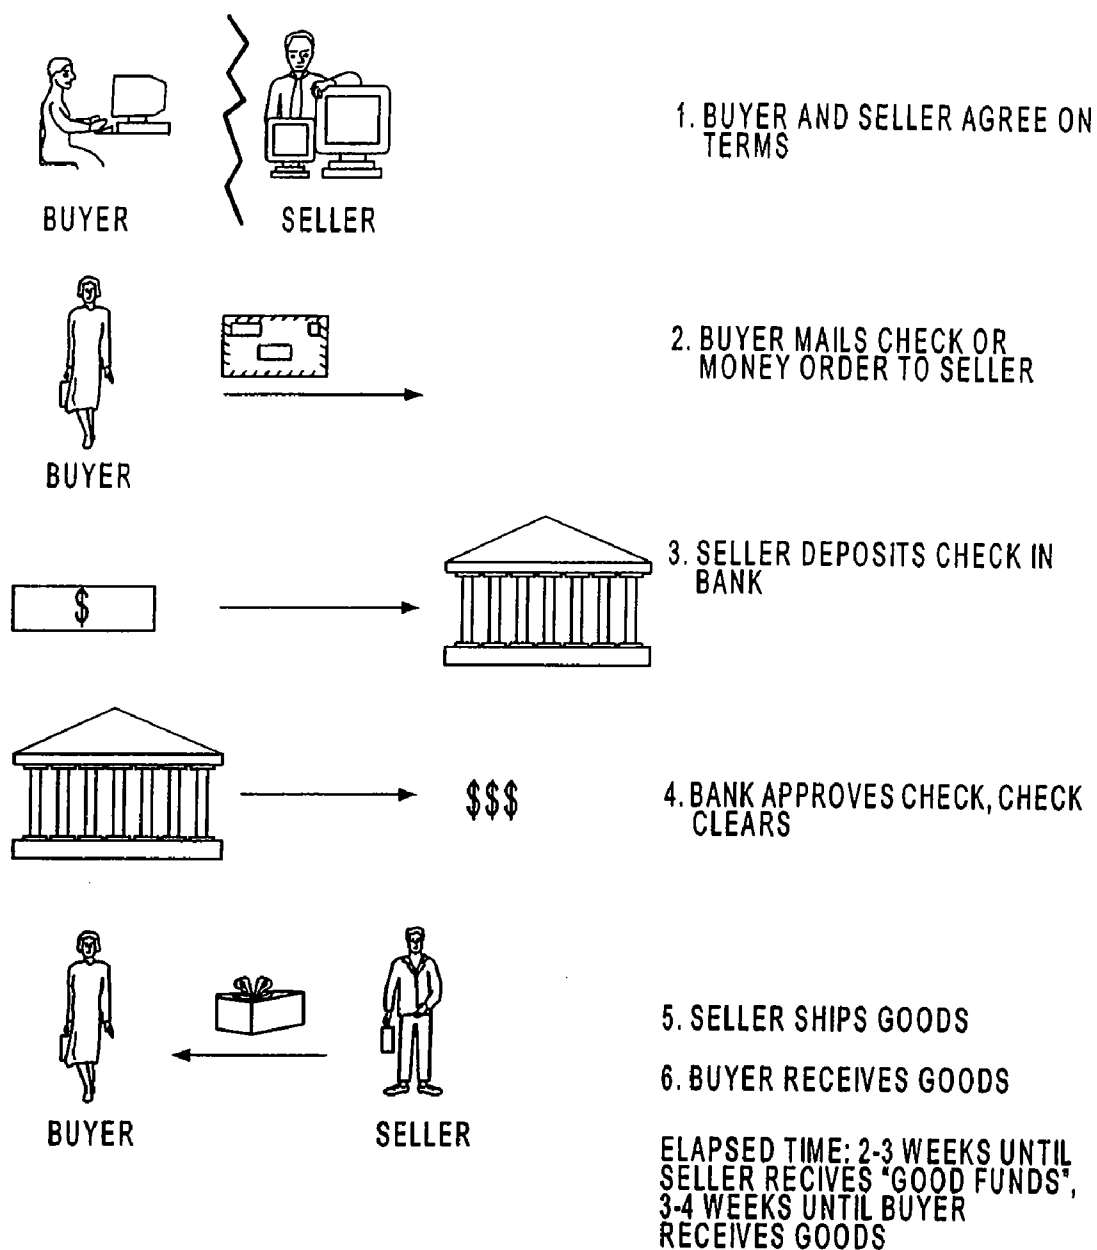 1. BUYER AND SELLER AGREE ON
TERMS
BUYER
SELLER
2. BUYER MAILS CHECK OR
MONEY ORDER TO SELLER
BUYER
3. SELLER DEPOSITS CHECK IN
BANK
$
$$$
4. BANK APPROVES CHECK, CHECK
CLEARS
5. SELLER SHIPS GOODS
6. BUYER RECEIVES GOODS
BUYER
SELLER
ELAPSED TIME: 2-3 WEEKS UNTIL
SELLER RECIVES "GOOD FUNDS",
3-4 WEEKS UNTIL BUYER
RECEIVES GOODS